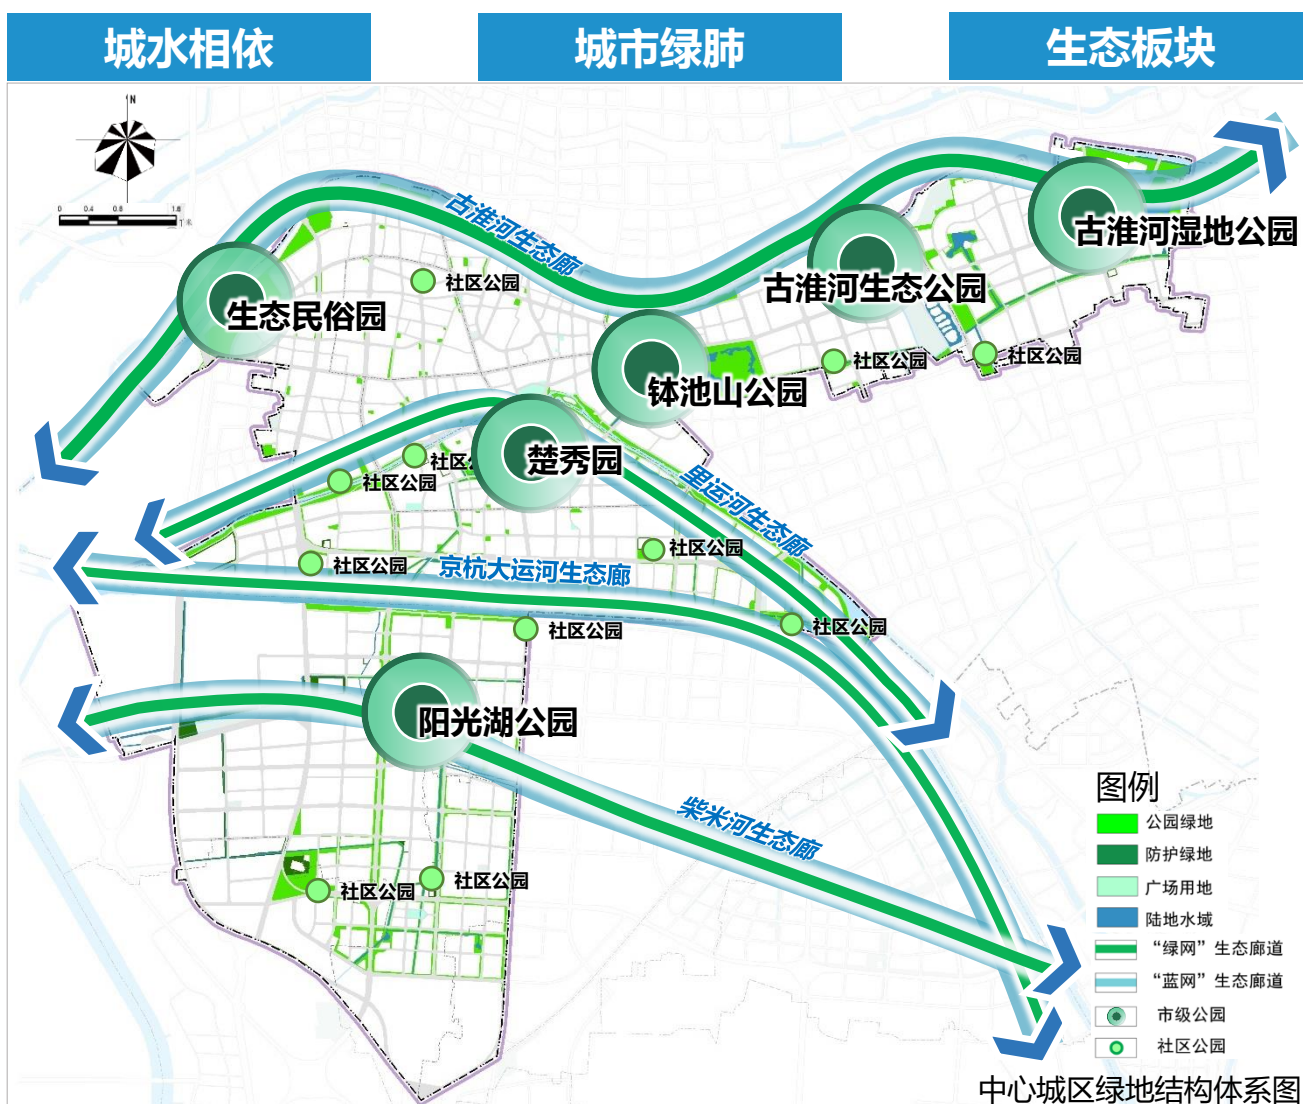 城水相依
城市绿肺
生态板块
N
0 0.4 0.8 1.6
古淮河生态廊
古淮河湿地公园
古淮河生态公园
社区公园
生态民俗园
社区公园
社区公园
钵池山公园
楚秀园
社区
社区公园
里运河生态廊
社区公园
社区公园
京杭大运河生态廊
社区公园
社区公园
阳光湖公园
柴米河生态廊
社区公园
社区公园
图例
公园绿地
防护绿地
广场用地
陆地水域
“绿网”生态廊道
“蓝网”生态廊道
市级公园
社区公园
中心城区绿地结构体系图